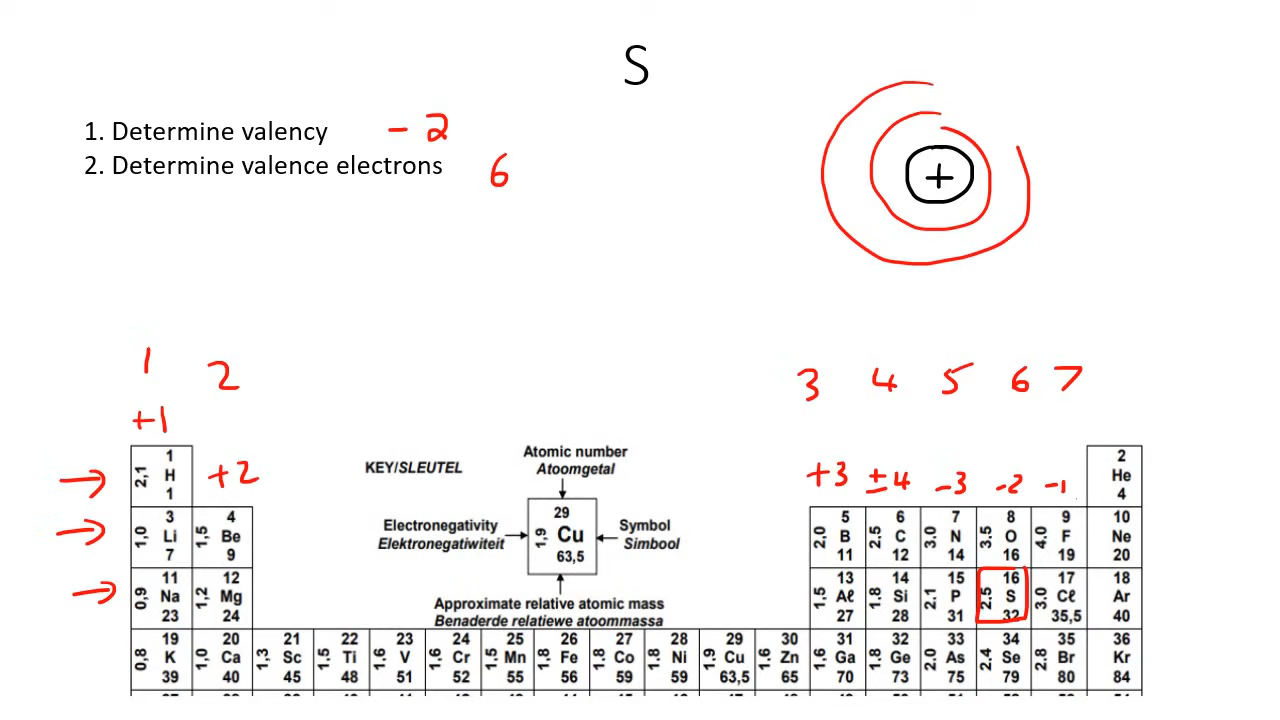 S
1. Determine valency - 2
2. Determine valence electrons 6
+
1 2 3 4 5 6 7
+1
+2 +3 ±4 -3 -2 -1
KEY/SLEUTEL
Atomic number
Atoomgetal
Electronegativity
Elektronegatiwiteit
29
1,9 Cu
63,5
Symbol
Simbool
Approximate relative atomic mass
Benaderde relatiewe atoommassa
1 2
2,1 H He
1 4
3 4 5 6 7 8 9 10
1,0 Li 1,5 Be 2,0 B 2,5 C 3,0 N 3,5 O 4,0 F Ne
7 9 11 12 14 16 19 20
11 12 13 14 15 16 17 18
0,9 Na 1,2 Mg 1,5 Aℓ 1,8 Si 2,1 P 2,5 S 3,0 Cℓ Ar
23 24 27 28 31 32 35,5 40
19 20 21 22 23 24 25 26 27 28 29 30 31 32 33 34 35 36
0,8 K 1,0 Ca 1,3 Sc 1,5 Ti 1,6 V 1,6 Cr 1,5 Mn 1,8 Fe 1,8 Co 1,8 Ni 1,9 Cu 1,6 Zn 1,6 Ga 1,8 Ge 2,0 As 2,4 Se 2,8 Br Kr
39 40 45 48 51 52 55 56 59 59 63,5 65 70 73 75 79 80 84